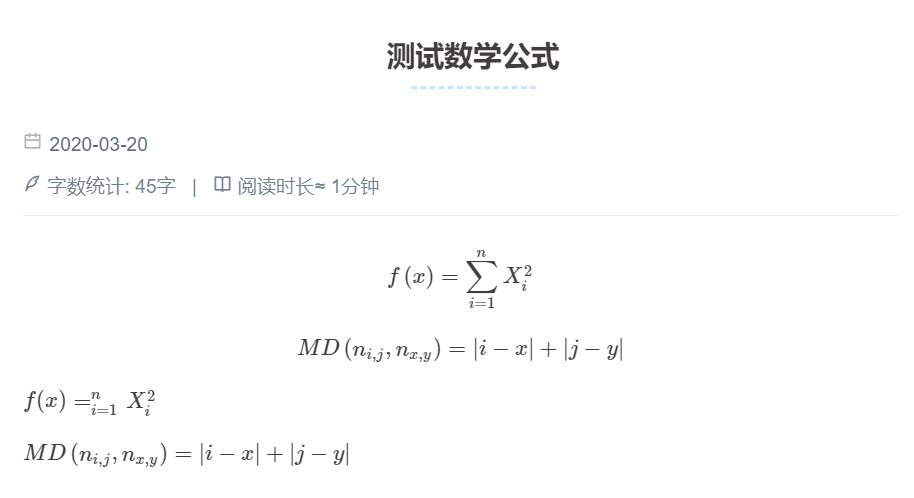 测试数学公式
2020-03-20
字数统计: 45字 | 阅读时长≈ 1分钟
$f(x) = \sum_{i=1}^{n} X_i^2$
$MD(n_{i,j}, n_{x,y}) = |i - x| + |j - y|$
$f(x) =_{i=1}^{n} X_i^2$
$MD(n_{i,j}, n_{x,y}) = |i - x| + |j - y|$